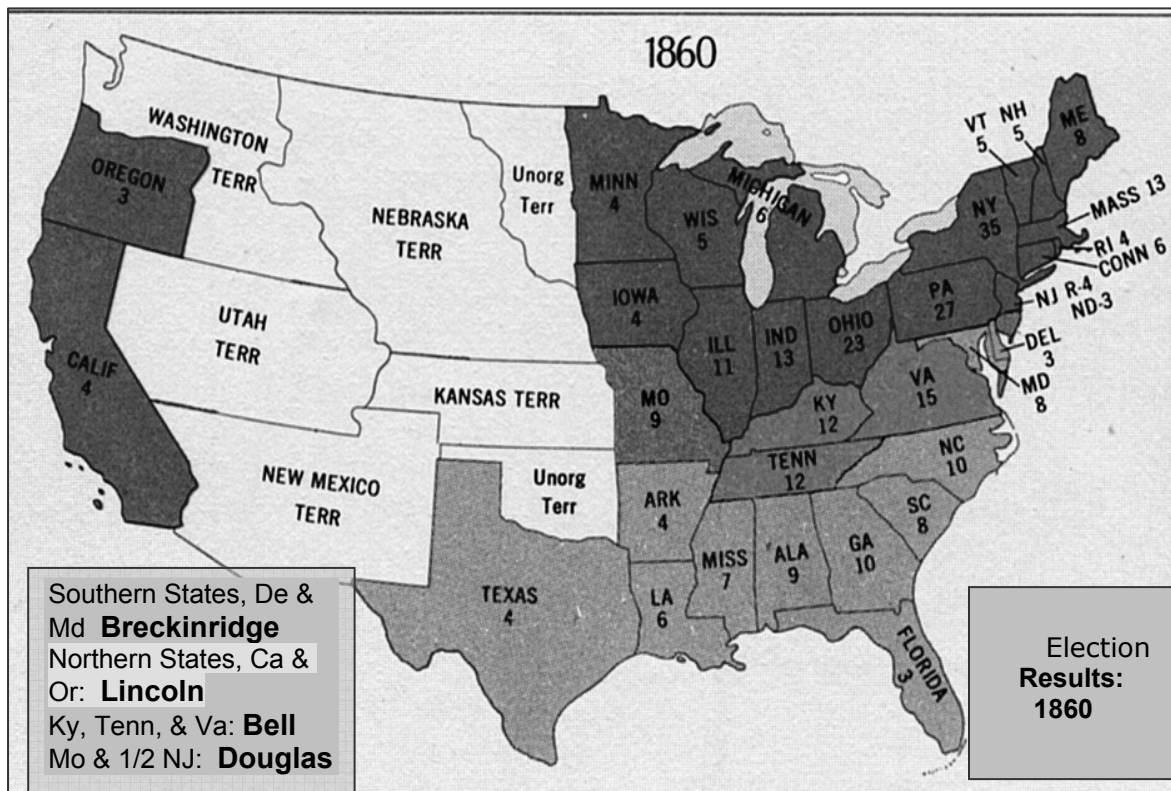 1860
WASHINGTON
TERR
OREGON
3
CALIF
4
UTAH
TERR
NEBRASKA
TERR
Unorg
Terr
KANSAS TERR
NEW MEXICO
TERR
Unorg
Terr
TEXAS
4
MINN
4
WIS
5
MICHIGAN
6
IOWA
4
ILL
11
IND
13
OHIO
23
MO
9
KY
12
TENN
12
ARK
4
LA
6
MISS
7
ALA
9
GA
10
FLORIDA
3
SC
8
NC
10
VA
15
PA
27
NY
35
VT
5
NH
5
ME
8
MASS 13
RI 4
CONN 6
NJ R-4
ND-3
DEL
3
MD
8
Southern States, De &
Md Breckinridge
Northern States, Ca &
Or: Lincoln
Ky, Tenn, & Va: Bell
Mo & 1/2 NJ: Douglas
Election
Results:
1860